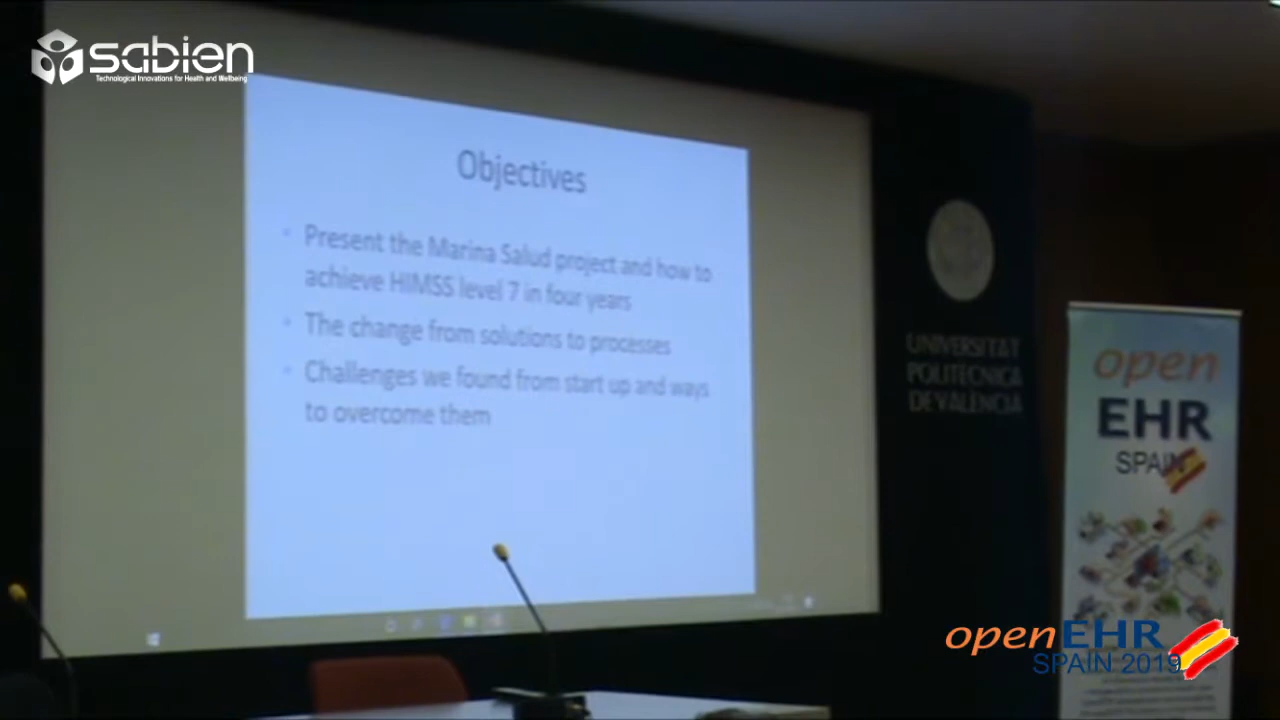 sabien
Technological Innovations for Health and Wellbeing
Objectives
• Present the Marina Salud project and how to
achieve HIMSS level 7 in four years
• The change from solutions to processes
• Challenges we found from start up and ways
to overcome them
UNIVERSITAT
POLITÈCNICA
DE VALÈNCIA
open
EHR
SPAIN
openEHR
SPAIN 2019